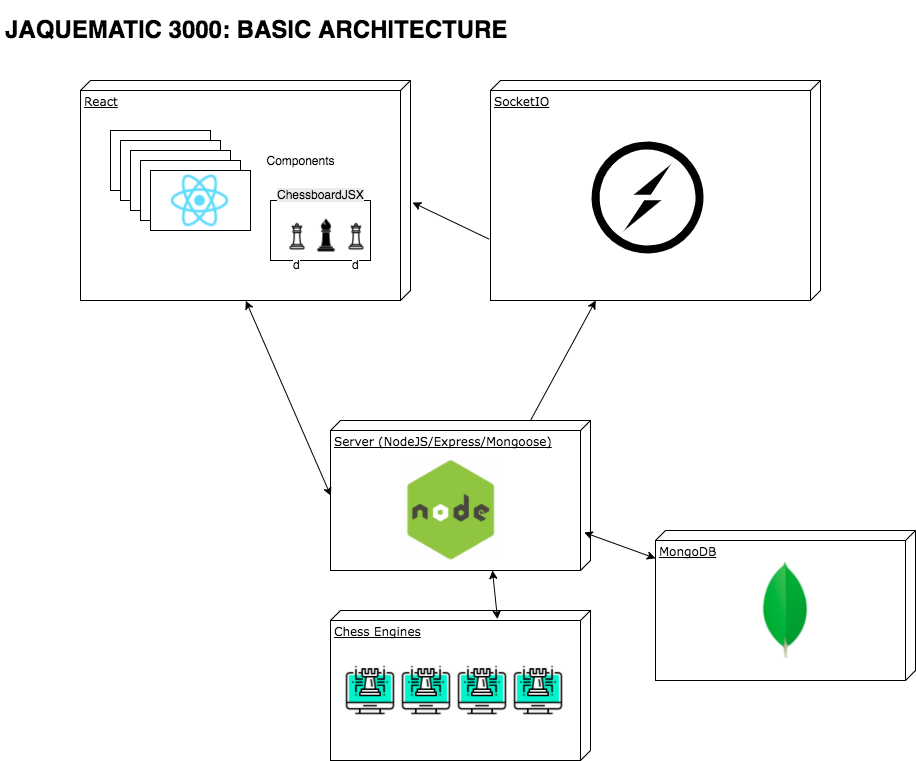 JAQUEMATIC 3000: BASIC ARCHITECTURE
React
SocketIO
Components
ChessboardJSX
d d
Server (NodeJS/Express/Mongoose)
node
MongoDB
Chess Engines